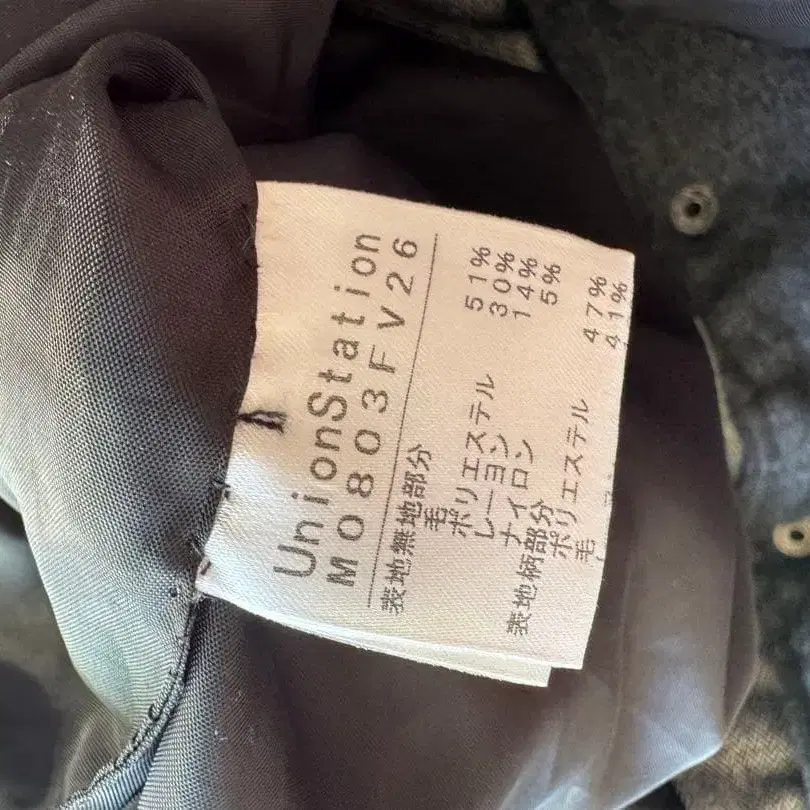 UnionStation
M0803FV26
表地無地部分
毛 51%
ポリエステル 30%
レーヨン 14%
ナイロン 5%
表地柄部分
ポリエステル 47%
毛 41%